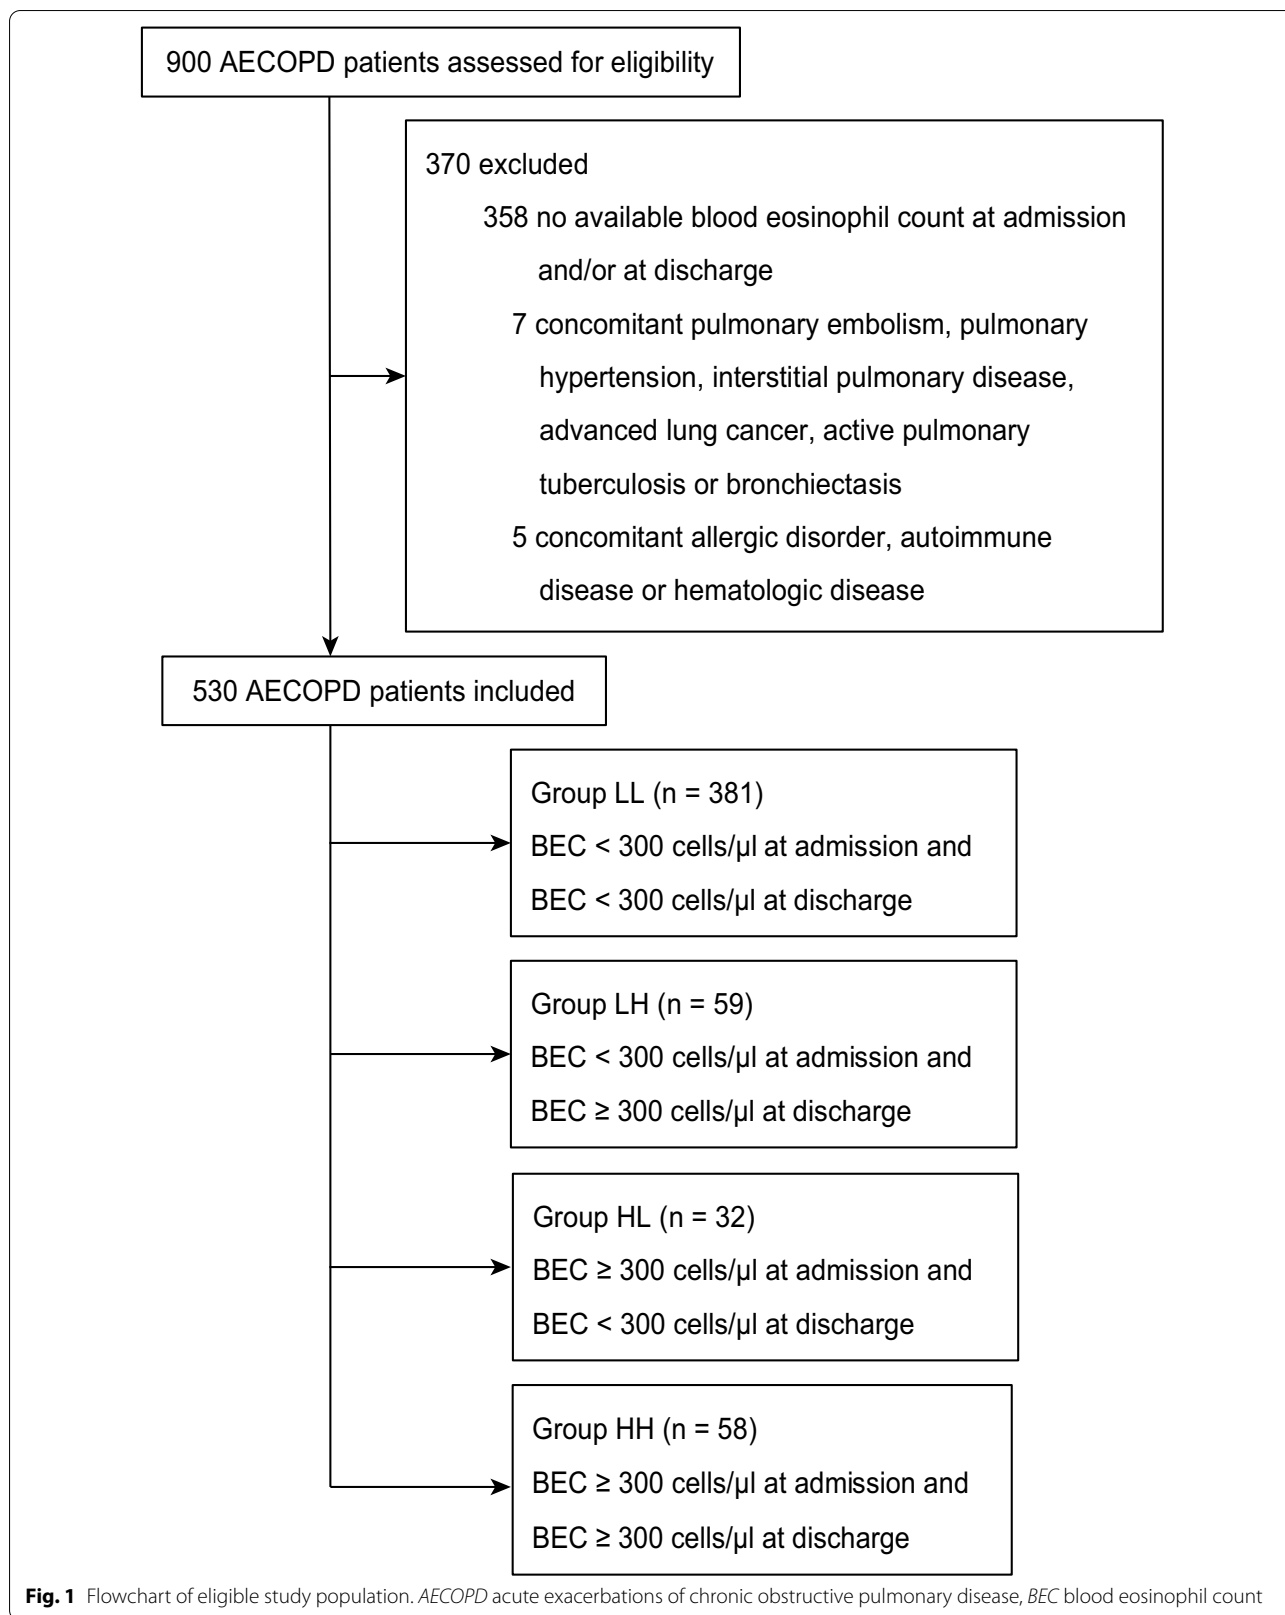 900 AECOPD patients assessed for eligibility
370 excluded
358 no available blood eosinophil count at admission
and/or at discharge
7 concomitant pulmonary embolism, pulmonary
hypertension, interstitial pulmonary disease,
advanced lung cancer, active pulmonary
tuberculosis or bronchiectasis
5 concomitant allergic disorder, autoimmune
disease or hematologic disease
530 AECOPD patients included
Group LL (n = 381)
BEC < 300 cells/µl at admission and
BEC < 300 cells/µl at discharge
Group LH (n = 59)
BEC < 300 cells/µl at admission and
BEC ≥ 300 cells/µl at discharge
Group HL (n = 32)
BEC ≥ 300 cells/µl at admission and
BEC < 300 cells/µl at discharge
Group HH (n = 58)
BEC ≥ 300 cells/µl at admission and
BEC ≥ 300 cells/µl at discharge
Fig. 1 Flowchart of eligible study population. AECOPD acute exacerbations of chronic obstructive pulmonary disease, BEC blood eosinophil count